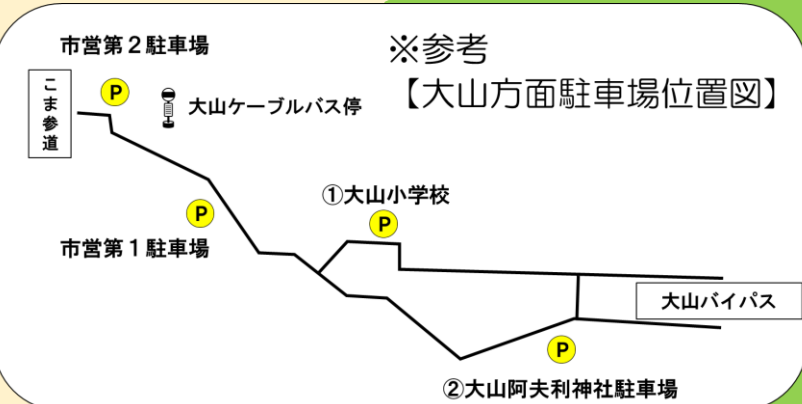 ※参考
【大山方面駐車場位置図】
市営第２駐車場
P
こま参道
大山ケーブルバス停
①大山小学校
P
P
市営第１駐車場
大山バイパス
P
②大山阿夫利神社駐車場